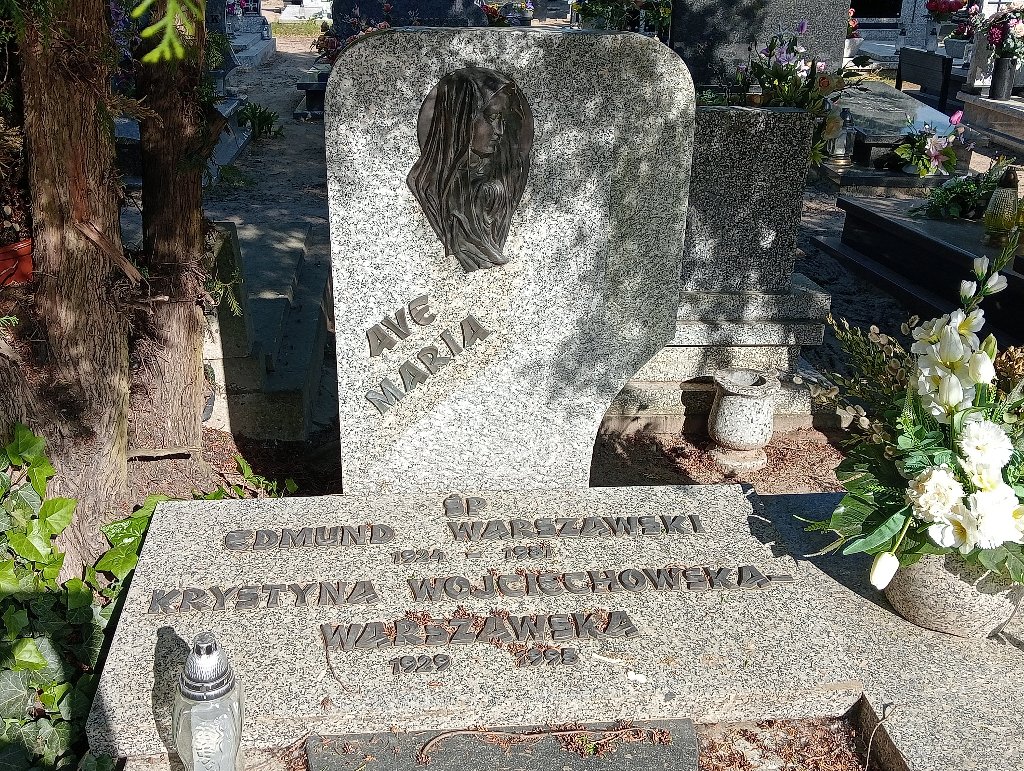 AVE
MARIA
ŚP
EDMUND WARSZAWSKI
1924 - 1981
KRYSTYNA WOJCIECHOWSKA-
WARSZAWSKA
1929 1998